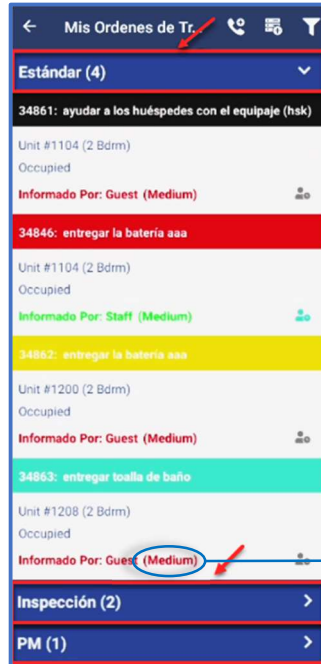 Mis Ordenes de Tr...
Estándar (4)
34861: ayudar a los huéspedes con el equipaje (hsk)
Unit #1104 (2 Bdrm)
Occupied
Informado Por: Guest (Medium)
34846: entregar la batería aaa
Unit #1104 (2 Bdrm)
Occupied
Informado Por: Staff (Medium)
34862: entregar la batería aaa
Unit #1200 (2 Bdrm)
Occupied
Informado Por: Guest (Medium)
34863: entregar toalla de baño
Unit #1208 (2 Bdrm)
Occupied
Informado Por: Guest (Medium)
Inspección (2)
PM (1)